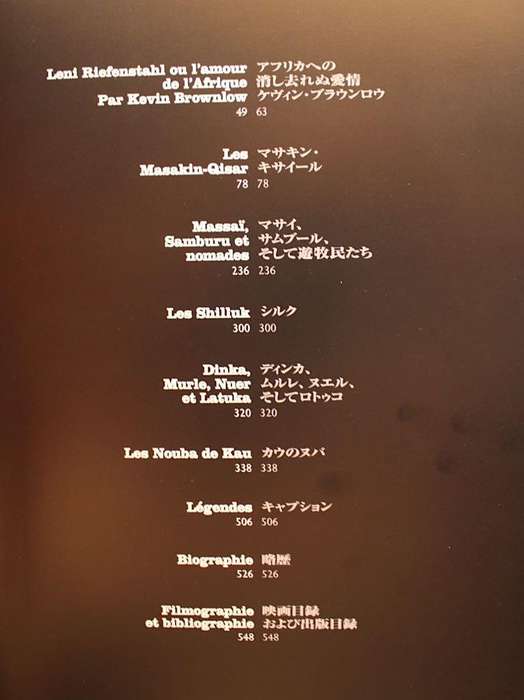 Leni Riefenstahl ou l'amour
de l'Afrique
Par Kevin Brownlow
49
アフリカへの
消し去れぬ愛情
ケヴィン・ブラウンロウ
63
Les
Masakin-Qisar
78
マサキン・
キサイール
78
Massaï,
Samburu et
nomades
236
マサイ、
サムブール、
そして遊牧民たち
236
Les Shilluk
300
シルク
300
Dinka,
Murle, Nuer
et Latuka
320
ディンカ、
ムルレ、ヌエル、
そしてロトゥコ
320
Les Nouba de Kau
338
カウのヌバ
338
Légendes
506
キャプション
506
Biographie
526
略歴
526
Filmographie
et bibliographie
548
映画目録
および出版目録
548